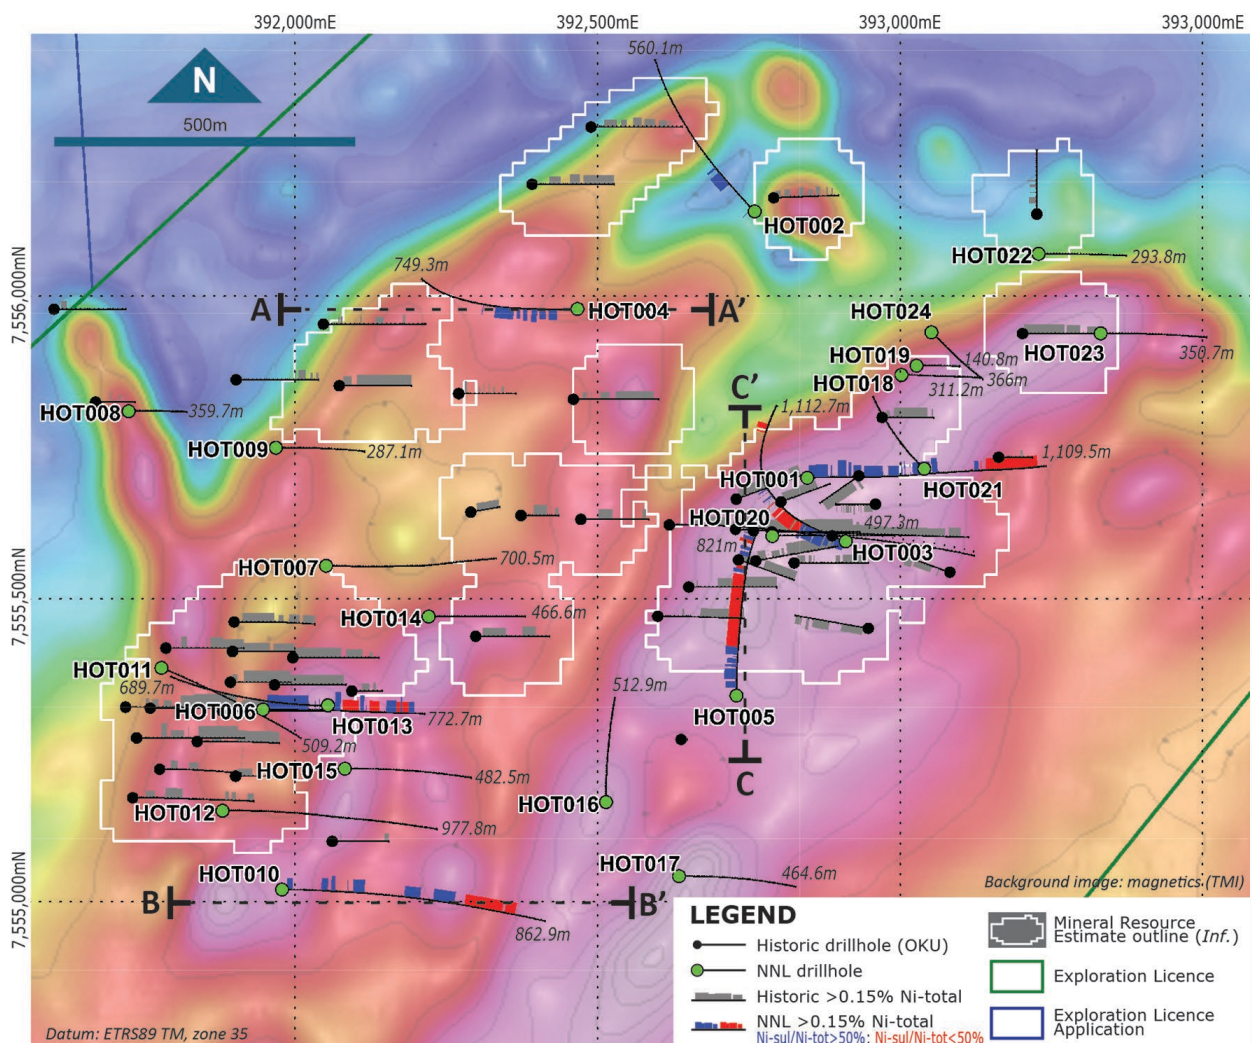 392,000mE
392,500mE
393,000mE
393,000mE
560.1m
N
500m
HOT002
HOT022
293.8m
7,556,000mN
749.3m
A
HOT004
A'
HOT024
HOT019
HOT018
140.8m
366m
311.2m
HOT023
350.7m
HOT008
359.7m
C'
1,112.7m
HOT009
287.1m
HOT001
1,109.5m
HOT021
HOT020
497.3m
821m
HOT003
HOT007
700.5m
7,555,500mN
HOT014
466.6m
HOT011
689.7m
HOT006
HOT013
772.7m
512.9m
HOT005
509.2m
HOT015
482.5m
C
HOT016
HOT012
977.8m
HOT010
HOT017
464.6m
7,555,000mN
B
B'
862.9m
Background image: magnetics (TMI)
Datum: ETRS89 TM, zone 35
LEGEND
Historic drillhole (OKU)
NNL drillhole
Historic >0.15% Ni-total
NNL >0.15% Ni-total
Ni-sul/Ni-tot>50%; Ni-sul/Ni-tot<50%
Mineral Resource
Estimate outline (Inf.)
Exploration Licence
Exploration Licence
Application